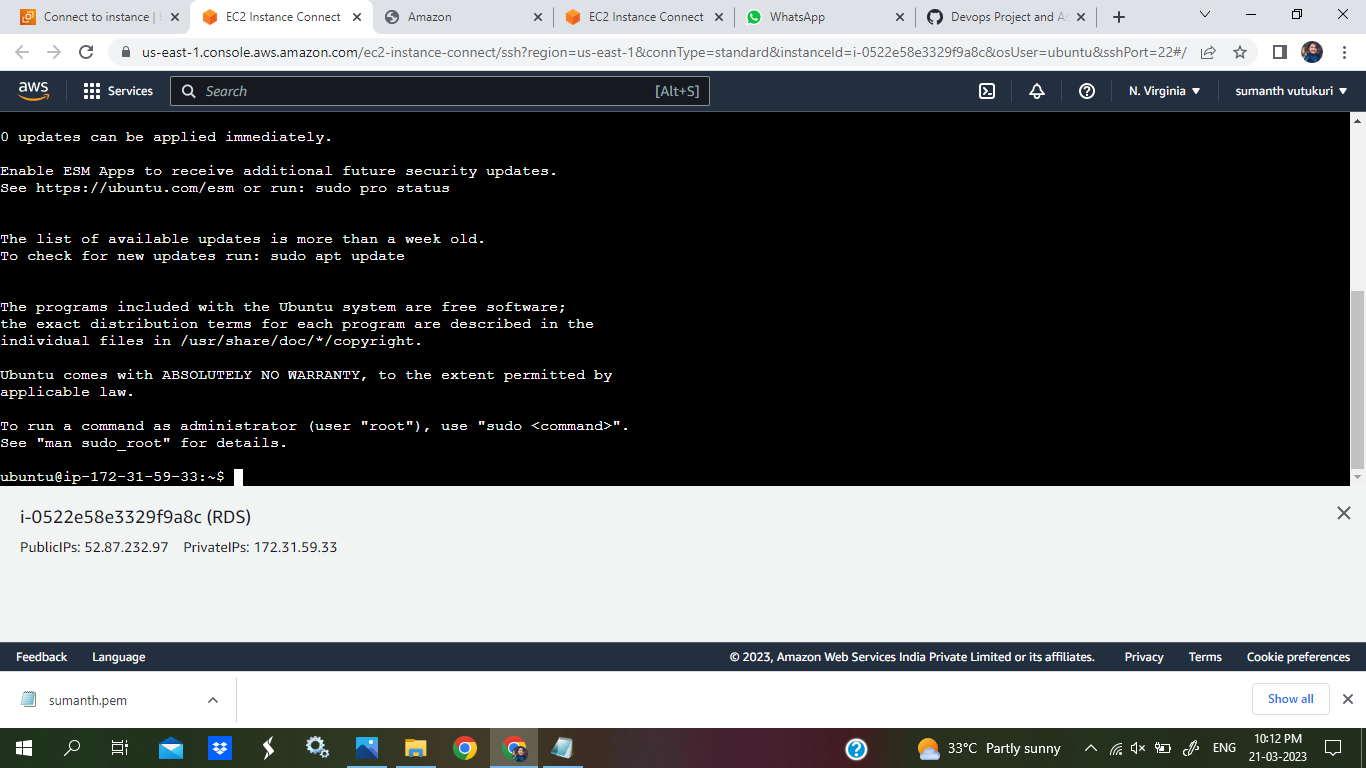 Connect to instance | E
EC2 Instance Connect
Amazon
EC2 Instance Connect
WhatsApp
Devops Project and As
us-east-1.console.aws.amazon.com/ec2-instance-connect/ssh?region=us-east-1&connType=standard&instanceId=i-0522e58e3329f9a8c&osUser=ubuntu&sshPort=22#/
aws
Services
Search
[Alt+S]
N. Virginia
sumanth vutukuri
0 updates can be applied immediately.
Enable ESM Apps to receive additional future security updates.
See https://ubuntu.com/esm or run: sudo pro status
The list of available updates is more than a week old.
To check for new updates run: sudo apt update
The programs included with the Ubuntu system are free software;
the exact distribution terms for each program are described in the
individual files in /usr/share/doc/*/copyright.
Ubuntu comes with ABSOLUTELY NO WARRANTY, to the extent permitted by
applicable law.
To run a command as administrator (user "root"), use "sudo <command>".
See "man sudo_root" for details.
ubuntu@ip-172-31-59-33:~$
i-0522e58e3329f9a8c (RDS)
PublicIPs: 52.87.232.97 PrivateIPs: 172.31.59.33
Feedback Language
© 2023, Amazon Web Services India Private Limited or its affiliates. Privacy Terms Cookie preferences
sumanth.pem
Show all
33°C Partly sunny
ENG
10:12 PM
21-03-2023